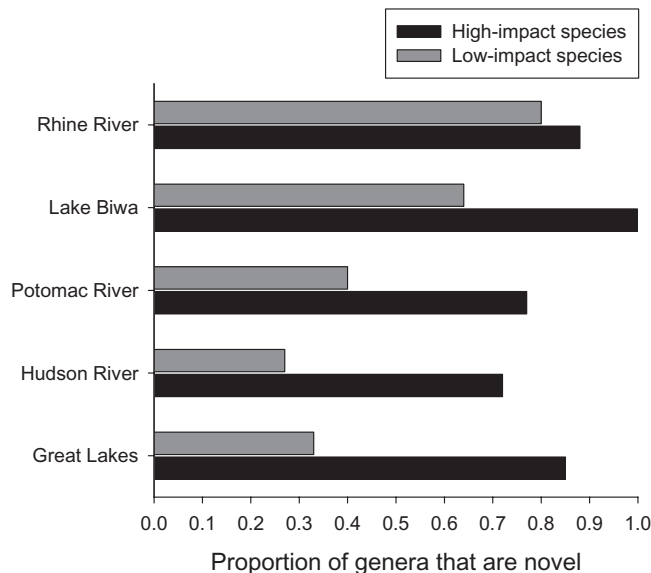 High-impact species
Low-impact species
Rhine River
Lake Biwa
Potomac River
Hudson River
Great Lakes
0.0 0.1 0.2 0.3 0.4 0.5 0.6 0.7 0.8 0.9 1.0
Proportion of genera that are novel